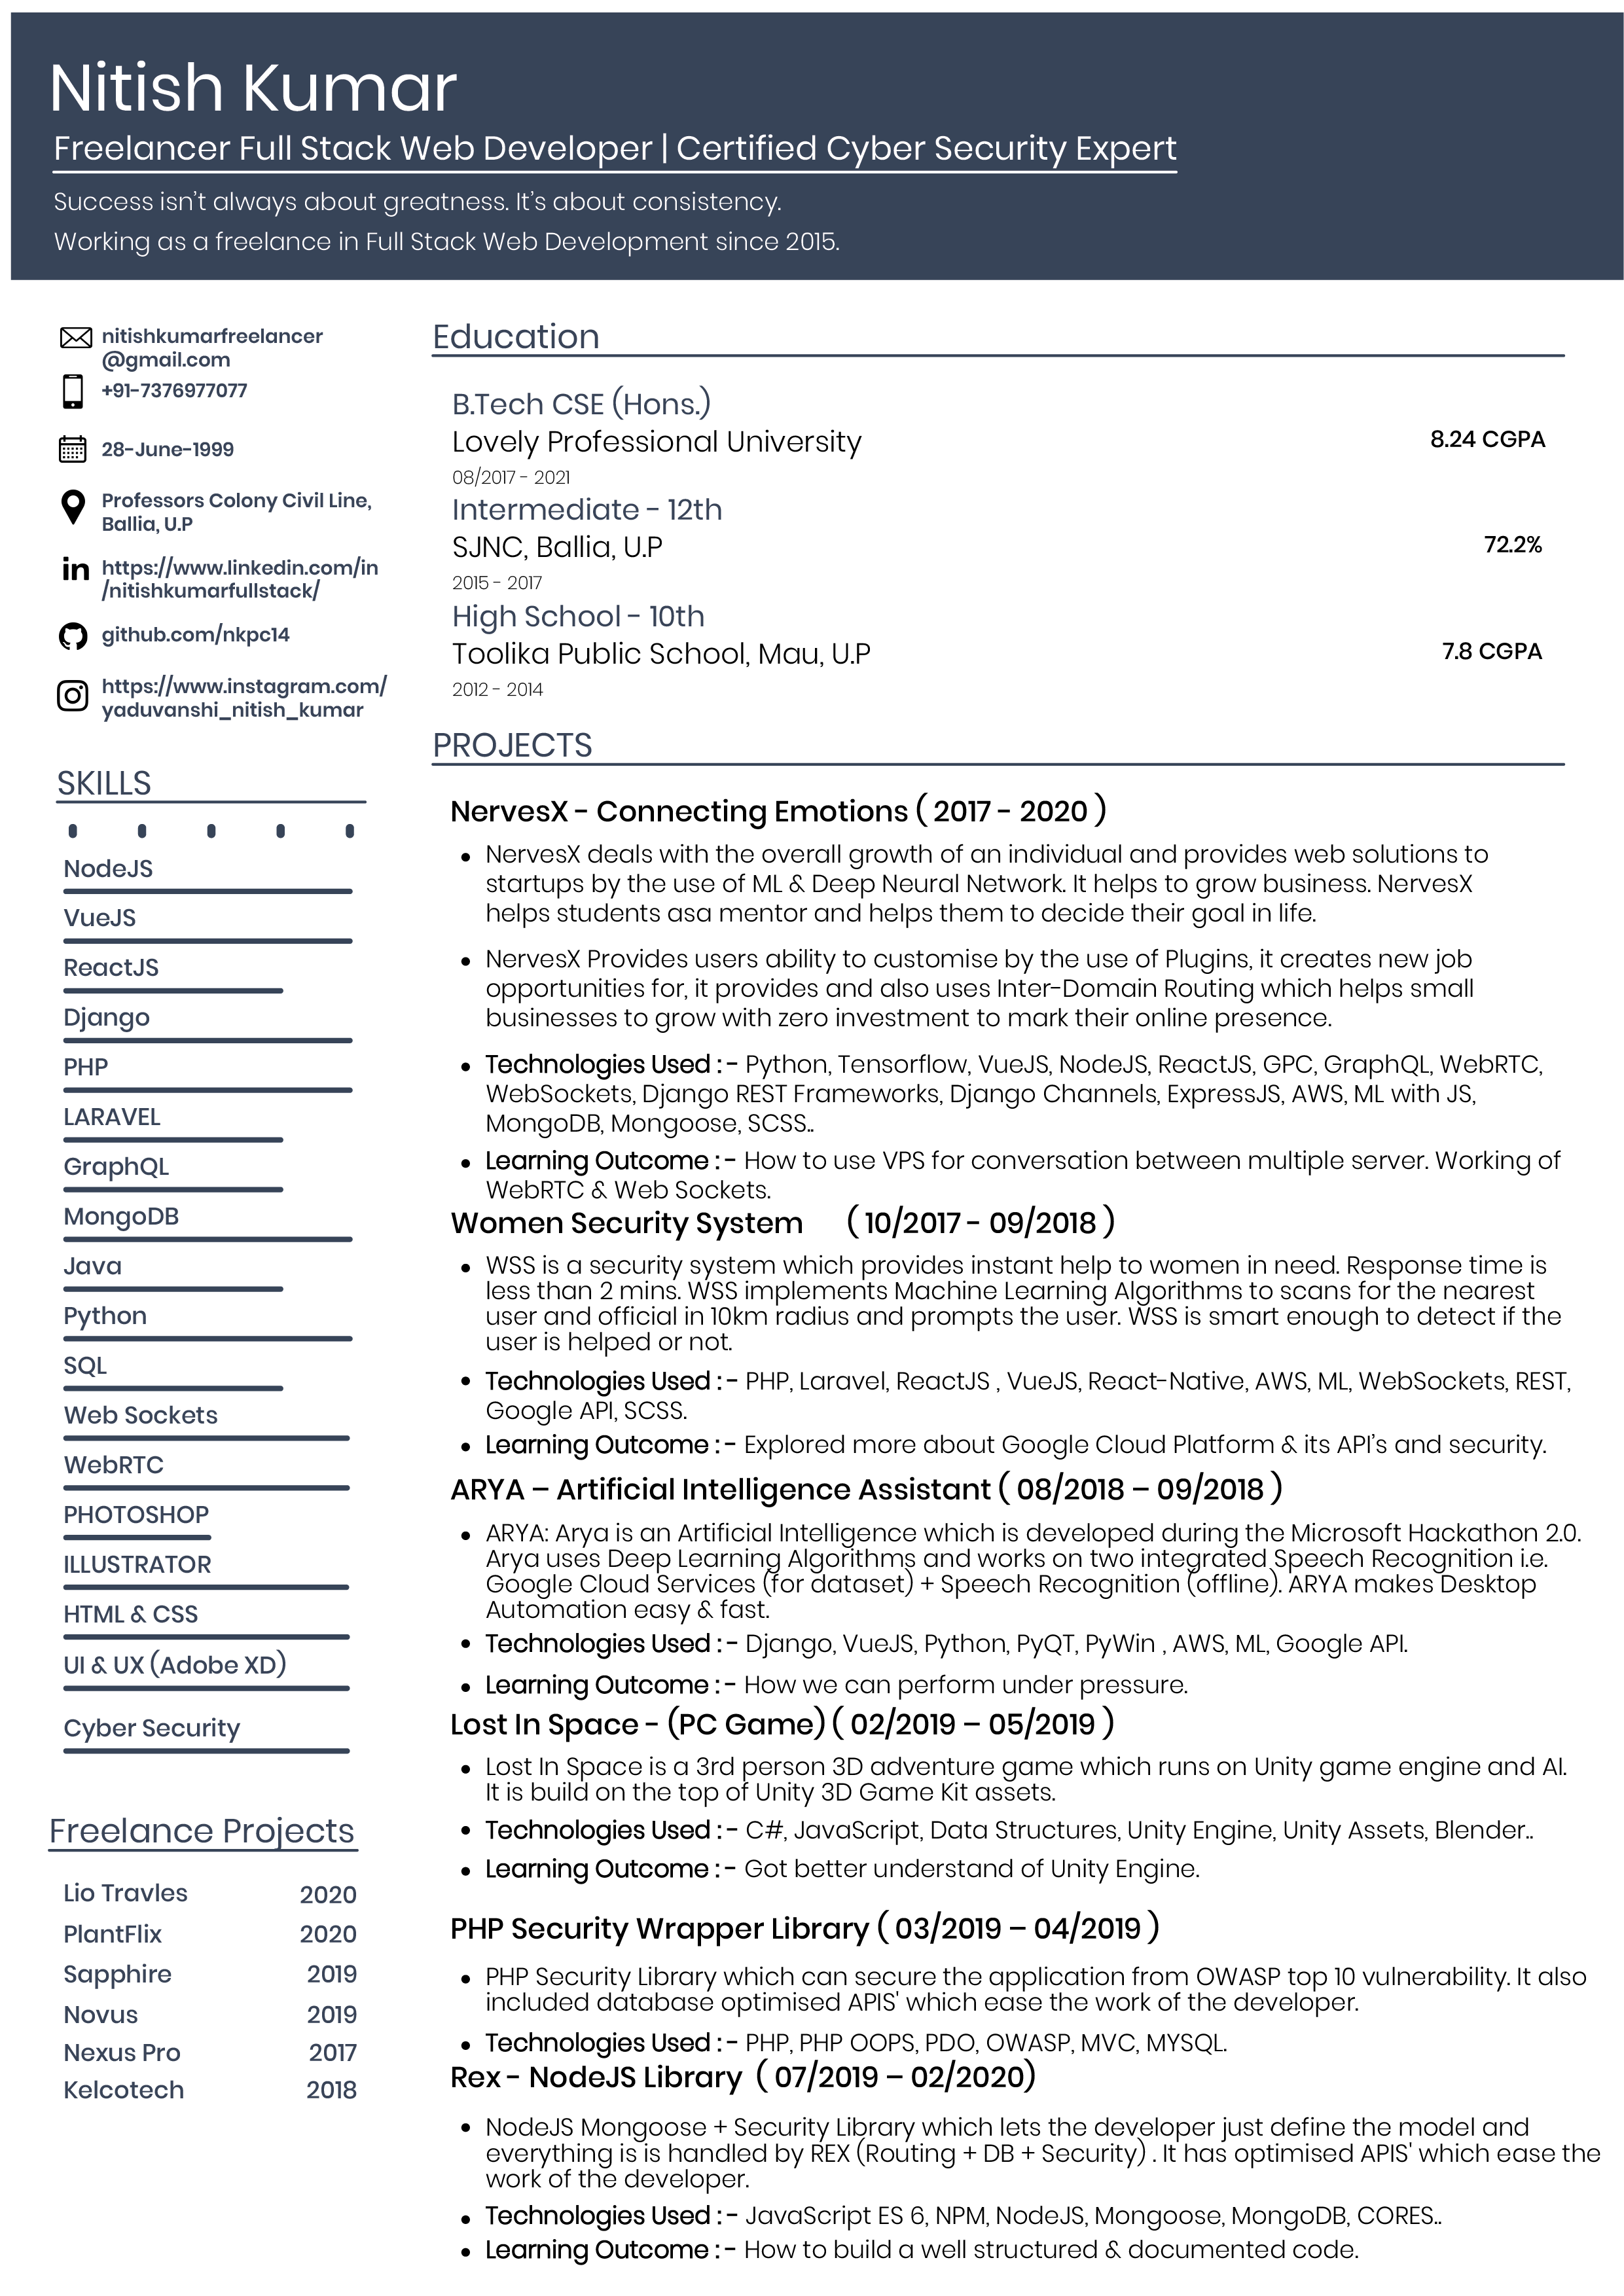 Nitish Kumar
Freelancer Full Stack Web Developer | Certified Cyber Security Expert
Success isn't always about greatness. It's about consistency.
Working as a freelance in Full Stack Web Development since 2015.
nitishkumarfreelancer
@gmail.com
+91-7376977077
28-June-1999
Professors Colony Civil Line,
Ballia, U.P
in https://www.linkedin.com/in
/nitishkumarfullstack/
github.com/nkpc14
https://www.instagram.com/
yaduvanshi_nitish_kumar
SKILLS
NodeJS
VueJS
ReactJS
Django
PHP
LARAVEL
GraphQL
MongoDB
Java
Python
SQL
Web Sockets
WebRTC
PHOTOSHOP
ILLUSTRATOR
HTML & CSS
UI & UX (Adobe XD)
Cyber Security
Freelance Projects
Lio Travles 2020
PlantFlix 2020
Sapphire 2019
Novus 2019
Nexus Pro 2017
Kelcotech 2018
Education
B.Tech CSE (Hons.)
Lovely Professional University 8.24 CGPA
08/2017 - 2021
Intermediate - 12th
SJNC, Ballia, U.P 72.2%
2015 - 2017
High School - 10th
Toolika Public School, Mau, U.P 7.8 CGPA
2012 - 2014
PROJECTS
NervesX - Connecting Emotions ( 2017 - 2020 )
• NervesX deals with the overall growth of an individual and provides web solutions to
startups by the use of ML & Deep Neural Network. It helps to grow business. NervesX
helps students asa mentor and helps them to decide their goal in life.
• NervesX Provides users ability to customise by the use of Plugins, it creates new job
opportunities for, it provides and also uses Inter-Domain Routing which helps small
businesses to grow with zero investment to mark their online presence.
• Technologies Used : - Python, Tensorflow, VueJS, NodeJS, ReactJS, GPC, GraphQL, WebRTC,
WebSockets, Django REST Frameworks, Django Channels, ExpressJS, AWS, ML with JS,
MongoDB, Mongoose, SCSS..
• Learning Outcome : - How to use VPS for conversation between multiple server. Working of
WebRTC & Web Sockets.
Women Security System ( 10/2017 - 09/2018 )
• WSS is a security system which provides instant help to women in need. Response time is
less than 2 mins. WSS implements Machine Learning Algorithms to scans for the nearest
user and official in 10km radius and prompts the user. WSS is smart enough to detect if the
user is helped or not.
• Technologies Used : - PHP, Laravel, ReactJS , VueJS, React-Native, AWS, ML, WebSockets, REST,
Google API, SCSS.
• Learning Outcome : - Explored more about Google Cloud Platform & its API's and security.
ARYA – Artificial Intelligence Assistant ( 08/2018 – 09/2018 )
• ARYA: Arya is an Artificial Intelligence which is developed during the Microsoft Hackathon 2.0.
Arya uses Deep Learning Algorithms and works on two integrated Speech Recognition i.e.
Google Cloud Services (for dataset) + Speech Recognition (offline). ARYA makes Desktop
Automation easy & fast.
• Technologies Used : - Django, VueJS, Python, PyQT, PyWin , AWS, ML, Google API.
• Learning Outcome : - How we can perform under pressure.
Lost In Space - (PC Game) ( 02/2019 – 05/2019 )
• Lost In Space is a 3rd person 3D adventure game which runs on Unity game engine and AI.
It is build on the top of Unity 3D Game Kit assets.
• Technologies Used : - C#, JavaScript, Data Structures, Unity Engine, Unity Assets, Blender..
• Learning Outcome : - Got better understand of Unity Engine.
PHP Security Wrapper Library ( 03/2019 – 04/2019 )
• PHP Security Library which can secure the application from OWASP top 10 vulnerability. It also
included database optimised APIS' which ease the work of the developer.
• Technologies Used : - PHP, PHP OOPS, PDO, OWASP, MVC, MYSQL.
Rex - NodeJS Library ( 07/2019 – 02/2020)
• NodeJS Mongoose + Security Library which lets the developer just define the model and
everything is is handled by REX (Routing + DB + Security) . It has optimised APIS' which ease the
work of the developer.
• Technologies Used : - JavaScript ES 6, NPM, NodeJS, Mongoose, MongoDB, CORES..
• Learning Outcome : - How to build a well structured & documented code.